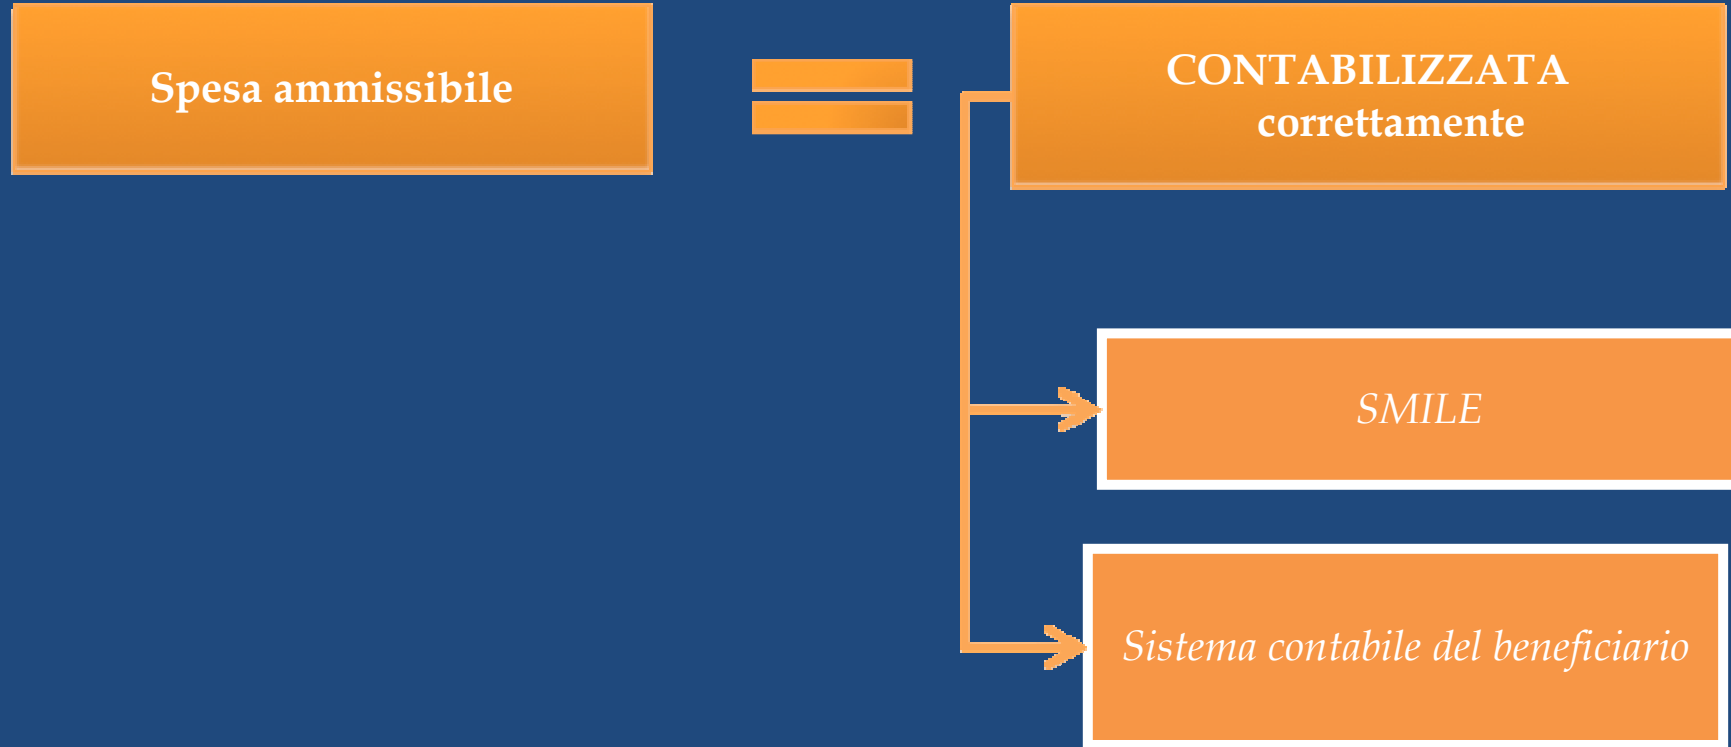 Spesa ammissibile
CONTABILIZZATA
correttamente
SMILE
Sistema contabile del beneficiario